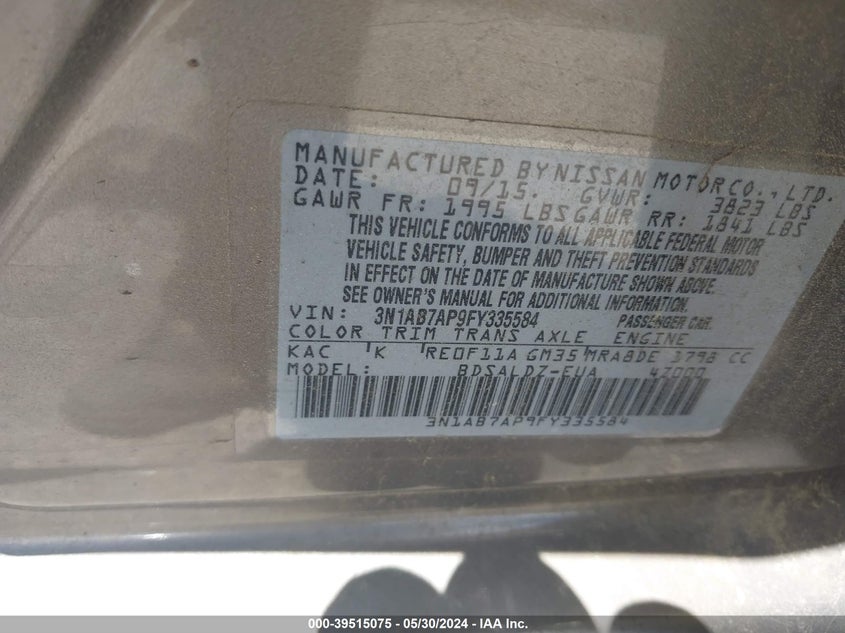 MANUFACTURED BY NISSAN MOTOR CO., LTD.
DATE: 09/15. GVWR: 3823 LBS
GAWR FR: 1995 LBS GAWR RR: 1841 LBS
THIS VEHICLE CONFORMS TO ALL APPLICABLE FEDERAL MOTOR
VEHICLE SAFETY, BUMPER AND THEFT PREVENTION STANDARDS
IN EFFECT ON THE DATE OF MANUFACTURE SHOWN ABOVE.
SEE OWNER'S MANUAL FOR ADDITIONAL INFORMATION.
VIN: 3N1AB7AP9FY335584 PASSENGER CAR
COLOR TRIM TRANS AXLE ENGINE
KAC K RE0F11A GM35 MRA8DE 1798 CC
MODEL: BDSALDZ-EUA 47000
3N1AB7AP9FY335584
000-39515075 - 05/30/2024 - IAA Inc.